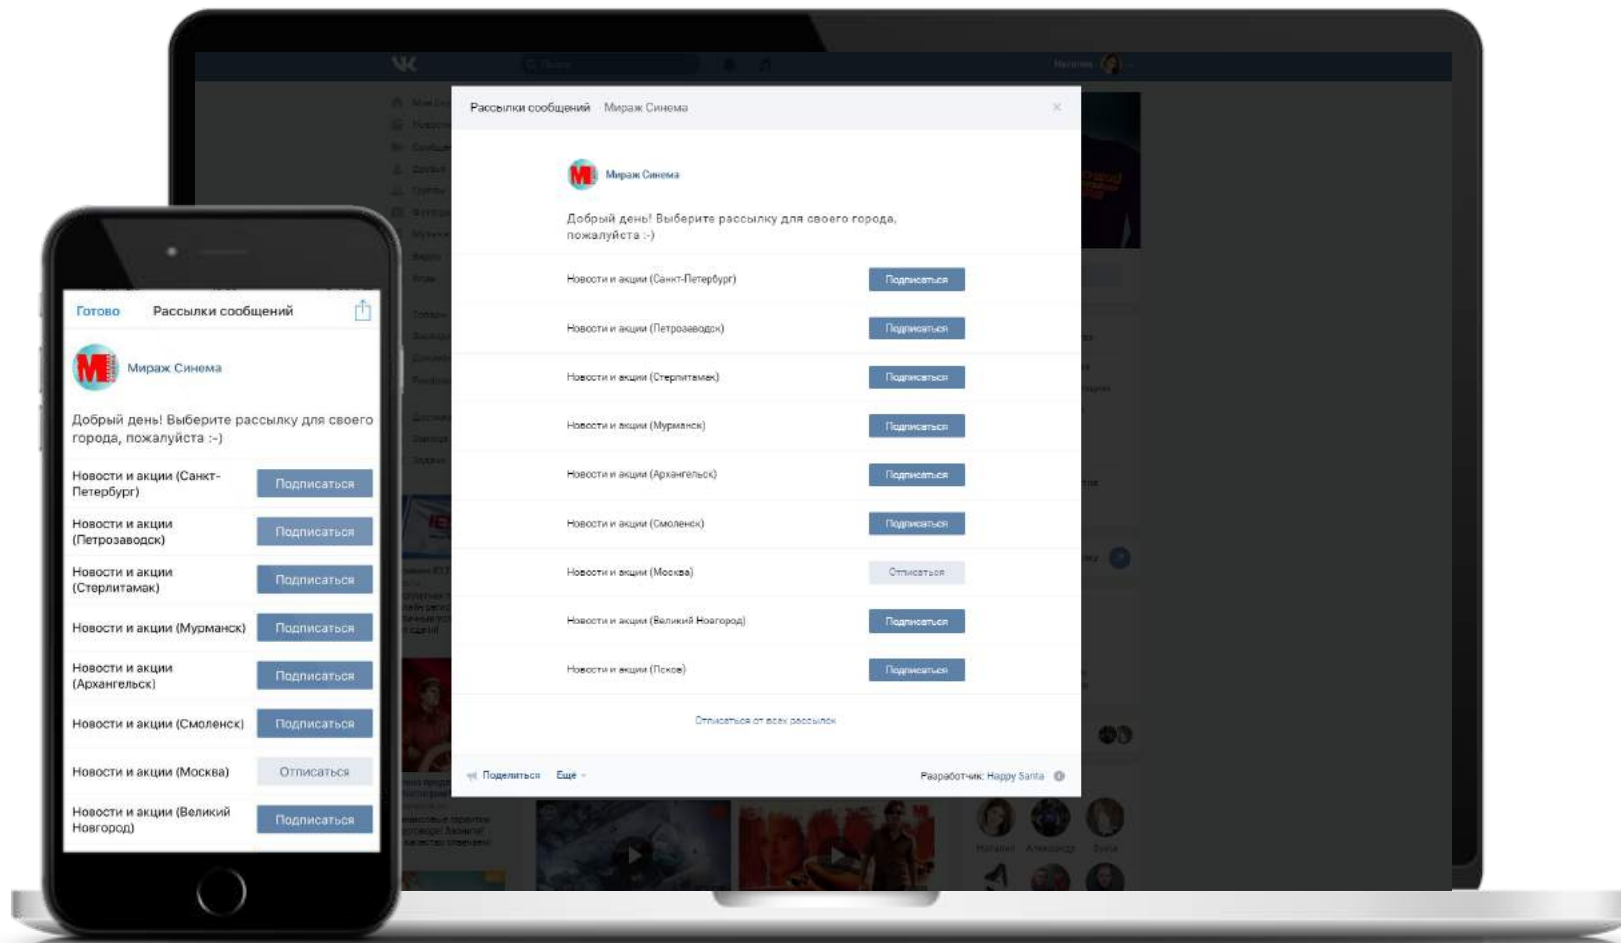 Поиск
Наталия
Рассылки сообщений Мираж Синема
Мираж Синема
Добрый день! Выберите рассылку для своего города,
пожалуйста :-)
Новости и акции (Санкт-Петербург) Подписаться
Новости и акции (Петрозаводск) Подписаться
Новости и акции (Стерлитамак) Подписаться
Новости и акции (Мурманск) Подписаться
Новости и акции (Архангельск) Подписаться
Новости и акции (Смоленск) Подписаться
Новости и акции (Москва) Отписаться
Новости и акции (Великий Новгород) Подписаться
Новости и акции (Псков) Подписаться
Отписаться от всех рассылок
Поделиться Ещё
Разработчик: Happy Santa
Наталия Александр
Готово Рассылки сообщений
Мираж Синема
Добрый день! Выберите рассылку для своего
города, пожалуйста :-)
Новости и акции (Санкт-
Петербург) Подписаться
Новости и акции
(Петрозаводск) Подписаться
Новости и акции
(Стерлитамак) Подписаться
Новости и акции (Мурманск) Подписаться
Новости и акции
(Архангельск) Подписаться
Новости и акции (Смоленск) Подписаться
Новости и акции (Москва) Отписаться
Новости и акции (Великий
Новгород) Подписаться